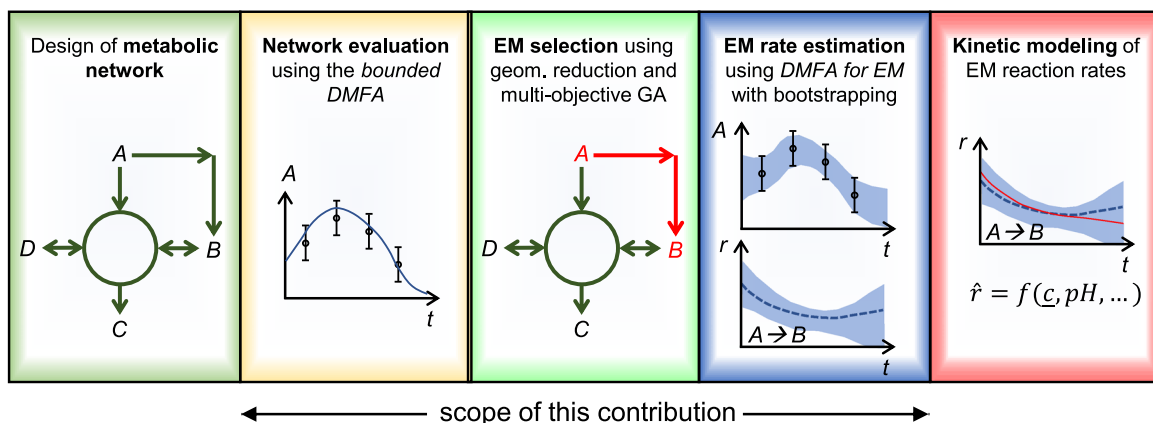 Design of metabolic
network
A
D
B
C
Network evaluation
using the bounded
DMFA
A
t
EM selection using
geom. reduction and
multi-objective GA
A
D
B
C
EM rate estimation
using DMFA for EM
with bootstrapping
A
t
r
A → B
t
Kinetic modeling of
EM reaction rates
r
A → B
t
r̂ = f(c̲, pH, … )
scope of this contribution